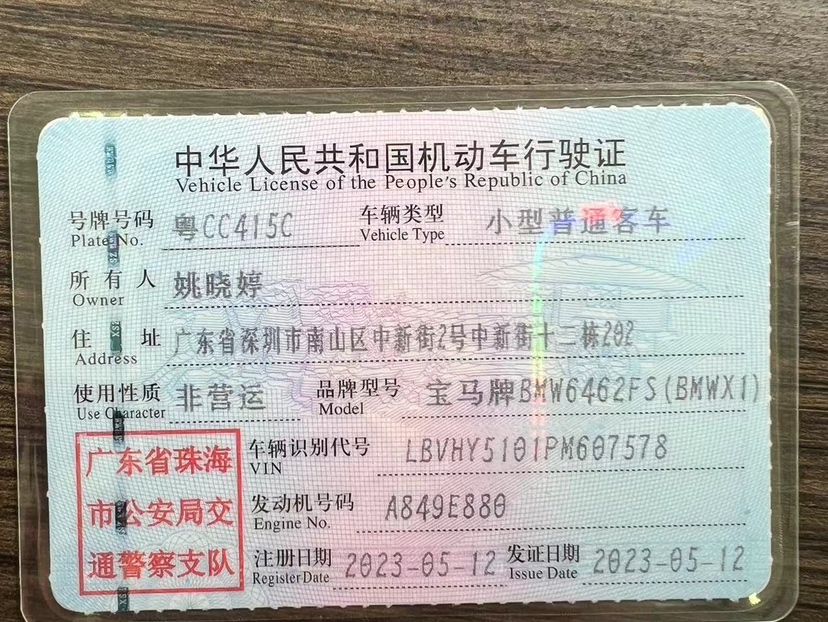 中华人民共和国机动车行驶证
Vehicle License of the People's Republic of China
号牌号码 粤CC415C 车辆类型 小型普通客车
Plate No. Vehicle Type
所有人 姚晓婷
Owner
住址 广东省深圳市南山区中新街2号中新街十二栋202
Address
使用性质 非营运 品牌型号 宝马牌BMW6462FS(BMWX1)
Use Character Model
广东省珠海 车辆识别代号 LBVHY5101PM607578
VIN
市公安局交 发动机号码 A849E880
Engine No.
通警察支队 注册日期 2023-05-12 发证日期 2023-05-12
Register Date Issue Date